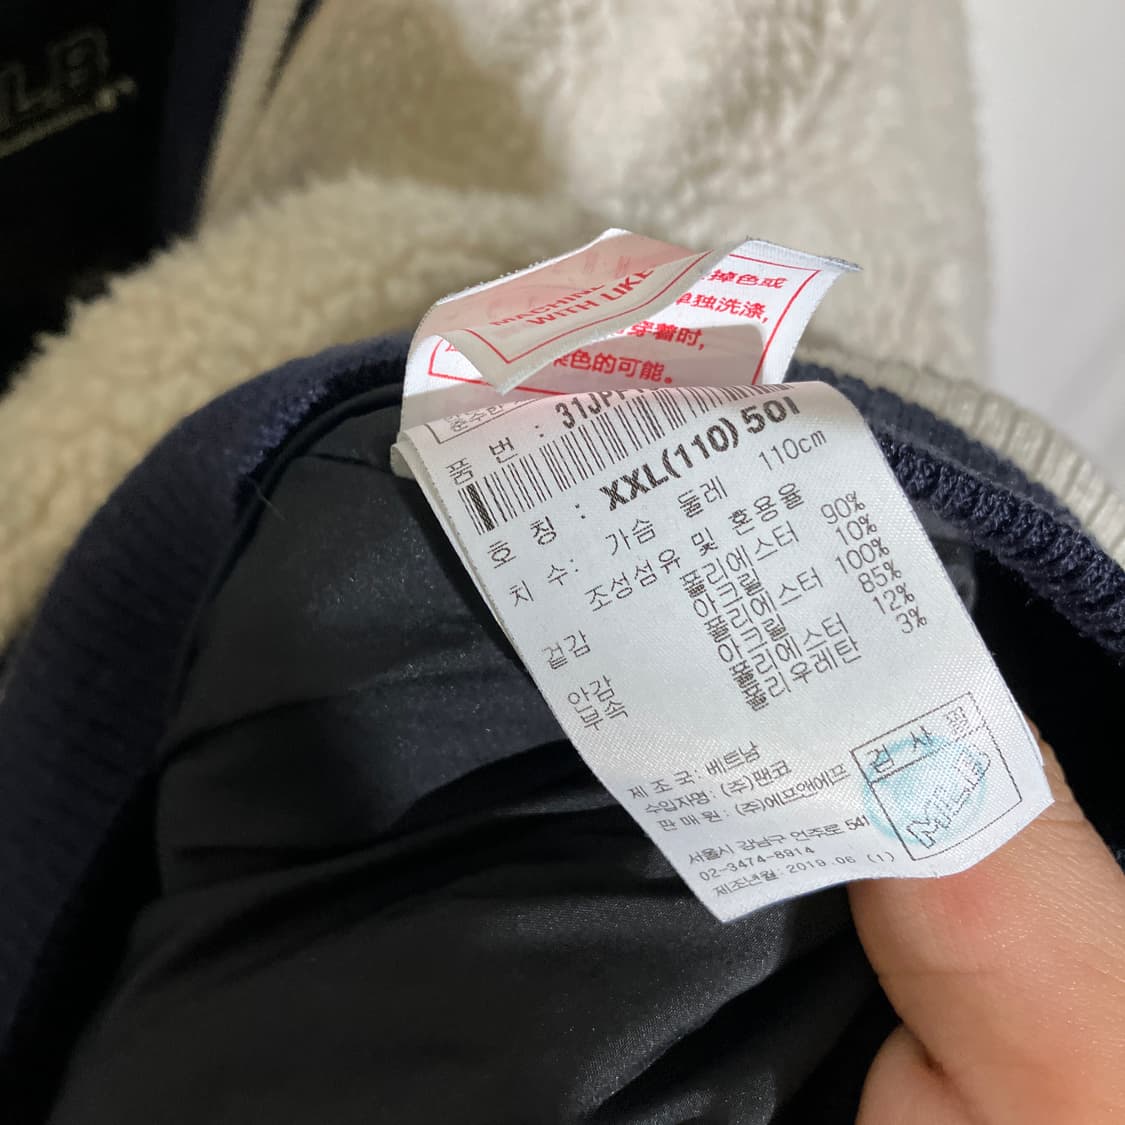 MLB
MACHINE
WITH LIKE
掉色或
单独洗涤,
穿着时,
色的可能。
품 번 : 31JPF
호 칭 : XXL(110) 50I
치 수: 가슴 둘레 110cm
조성섬유 및 혼용율
겉감 폴리에스터 90%
아크릴 10%
안감 폴리에스터 100%
부속 아크릴 85%
폴리에스터 12%
폴리우레탄 3%
제 조 국: 베트남
수입자명: (주)팬코
판 매 원: (주)에프앤에프
서울시 강남구 언주로 541
02-3474-8914
제조년월: 2019.06 (1)
검 사 필
MLB